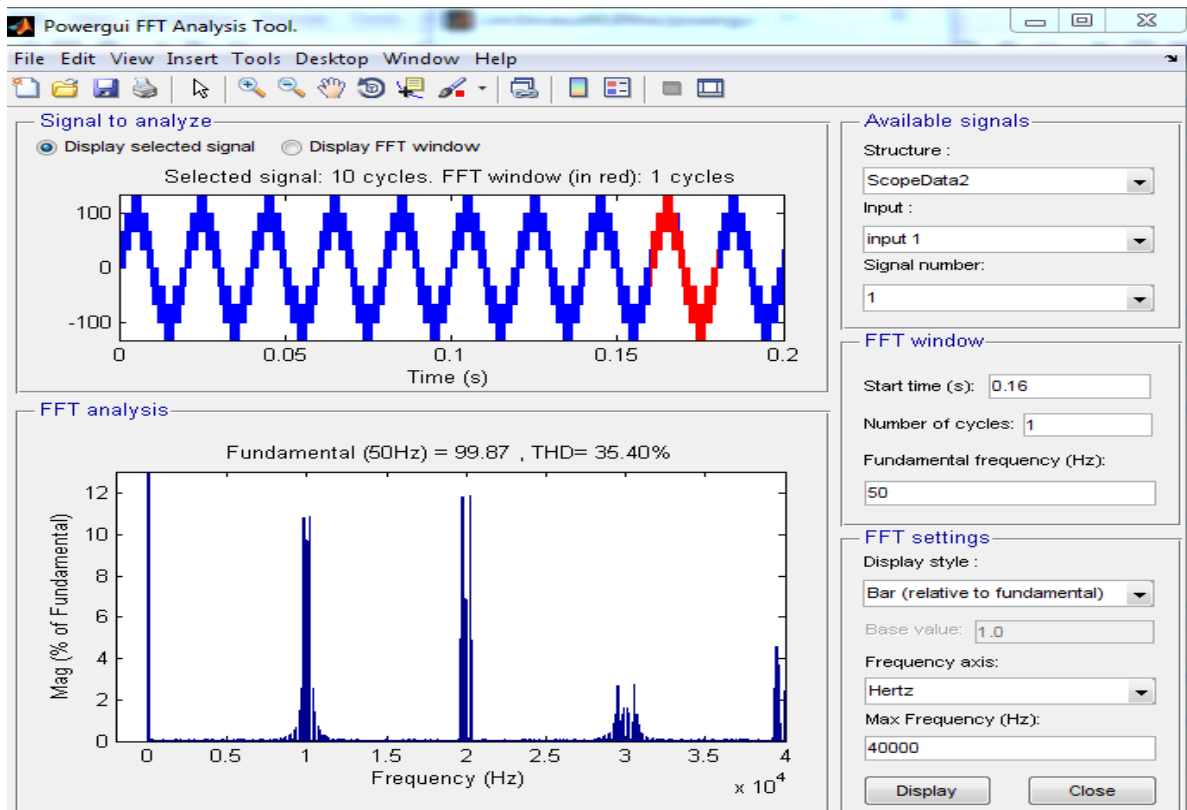 Powergui FFT Analysis Tool.
File Edit View Insert Tools Desktop Window Help
Signal to analyze
Display selected signal Display FFT window
Selected signal: 10 cycles. FFT window (in red): 1 cycles
100
0
-100
0 0.05 0.1 0.15 0.2
Time (s)
FFT analysis
Fundamental (50Hz) = 99.87 , THD= 35.40%
Mag (% of Fundamental)
12
10
8
6
4
2
0
0 0.5 1 1.5 2 2.5 3 3.5 4
Frequency (Hz)
x 10^4
Available signals
Structure :
ScopeData2
Input :
input 1
Signal number:
1
FFT window
Start time (s): 0.16
Number of cycles: 1
Fundamental frequency (Hz):
50
FFT settings
Display style :
Bar (relative to fundamental)
Base value: 1.0
Frequency axis:
Hertz
Max Frequency (Hz):
40000
Display Close